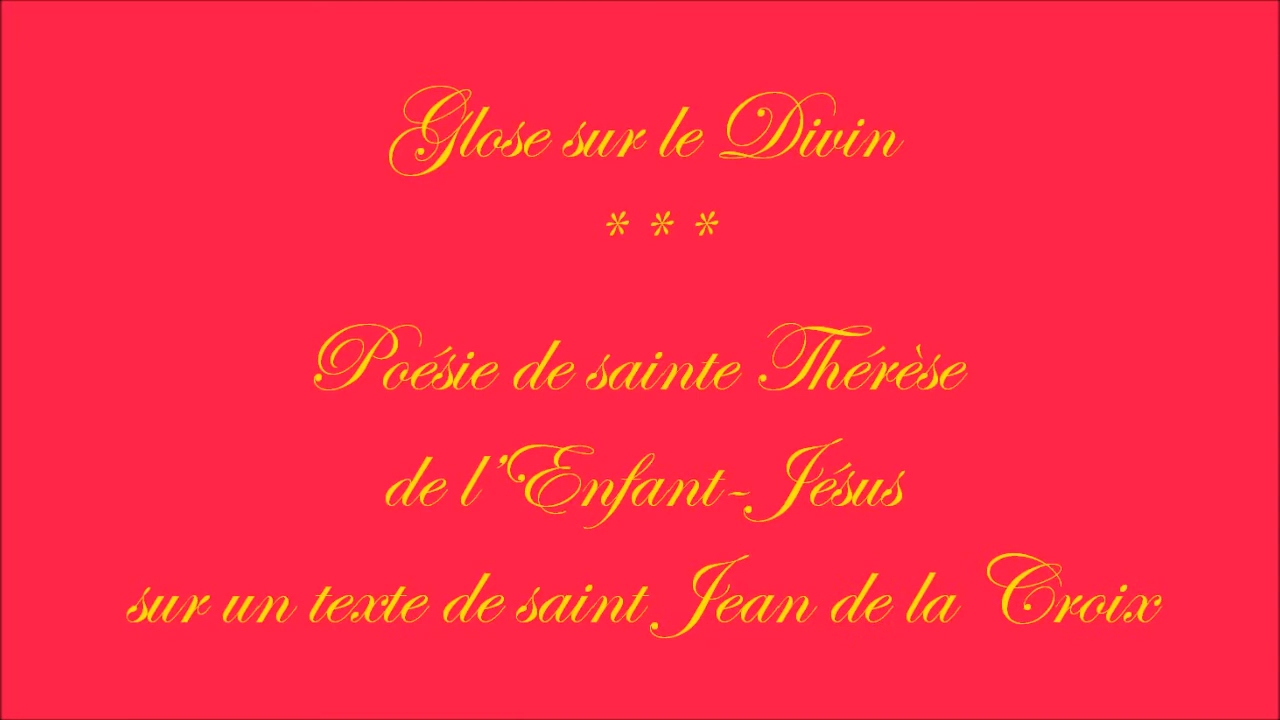 Glose sur le Divin
* * *
Poésie de sainte Thérèse
de l'Enfant-Jésus
sur un texte de saint Jean de la Croix